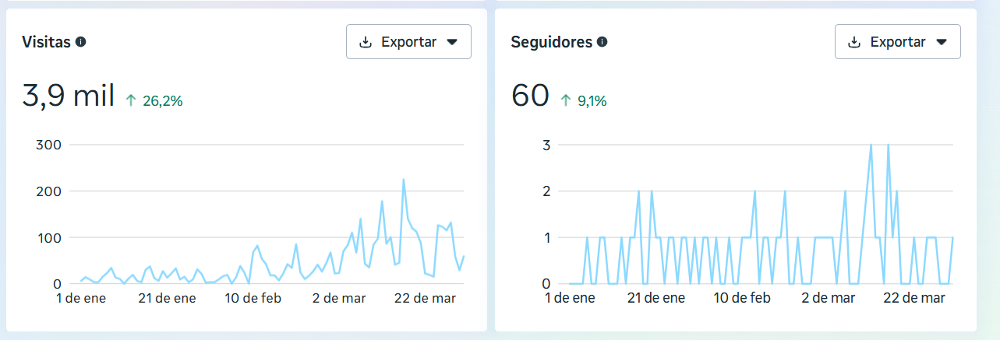 Visitas
Exportar
3,9 mil
26,2%
300
200
100
0
1 de ene
21 de ene
10 de feb
2 de mar
22 de mar
Seguidores
Exportar
60
9,1%
3
2
1
0
1 de ene
21 de ene
10 de feb
2 de mar
22 de mar